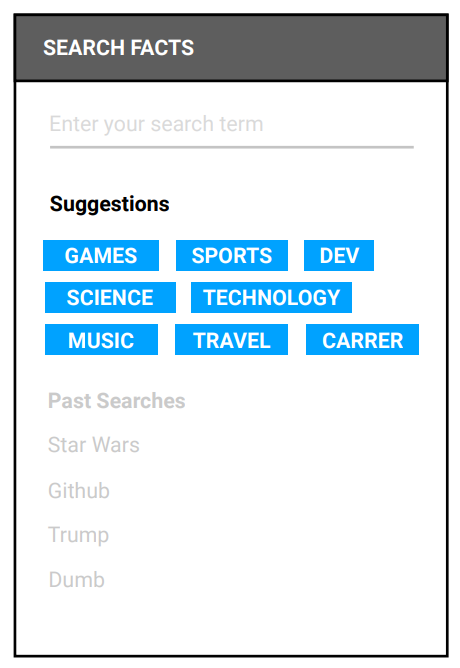 SEARCH FACTS
Enter your search term
Suggestions
GAMES SPORTS DEV
SCIENCE TECHNOLOGY
MUSIC TRAVEL CARRER
Past Searches
Star Wars
Github
Trump
Dumb